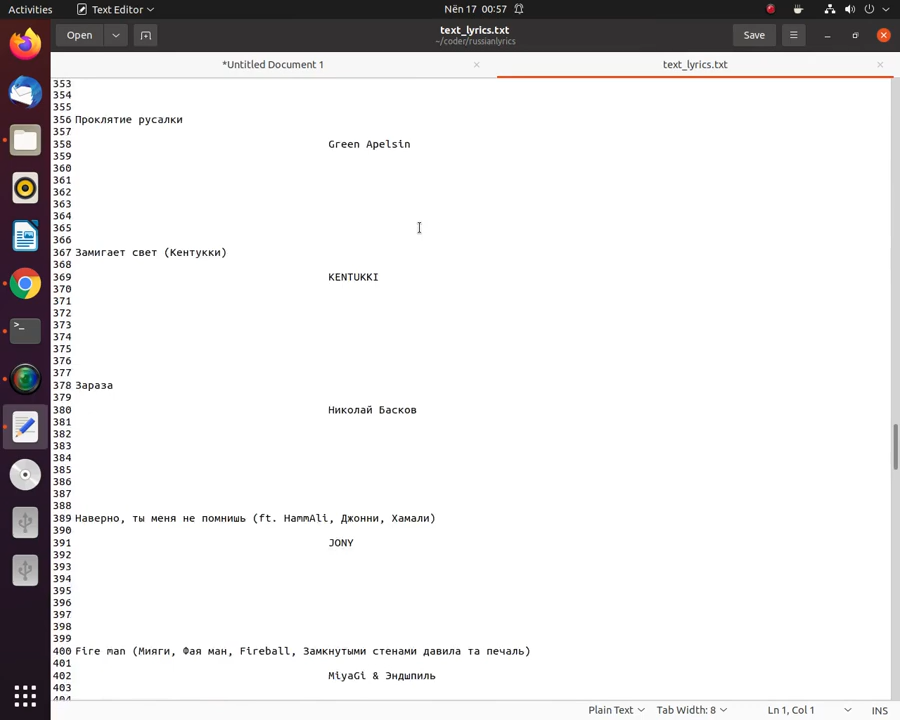 Activities Text Editor Nën 17 00:57
Open text_lyrics.txt Save
~/coder/russianlyrics
*Untitled Document 1 text_lyrics.txt
353
354
355
356 Проклятие русалки
357
358 Green Apelsin
359
360
361
362
363
364
365
366
367 Замигает свет (Кентукки)
368
369 KENTUKKI
370
371
372
373
374
375
376
377
378 Зараза
379
380 Николай Басков
381
382
383
384
385
386
387
388
389 Наверно, ты меня не помнишь (ft. HammAli, Джонни, Хамали)
390
391 JONY
392
393
394
395
396
397
398
399
400 Fire man (Мияги, Фая ман, Fireball, Замкнутыми стенами давила та печаль)
401
402 MiyaGi & Эндшпиль
403
404
Plain Text Tab Width: 8 Ln 1, Col 1 INS